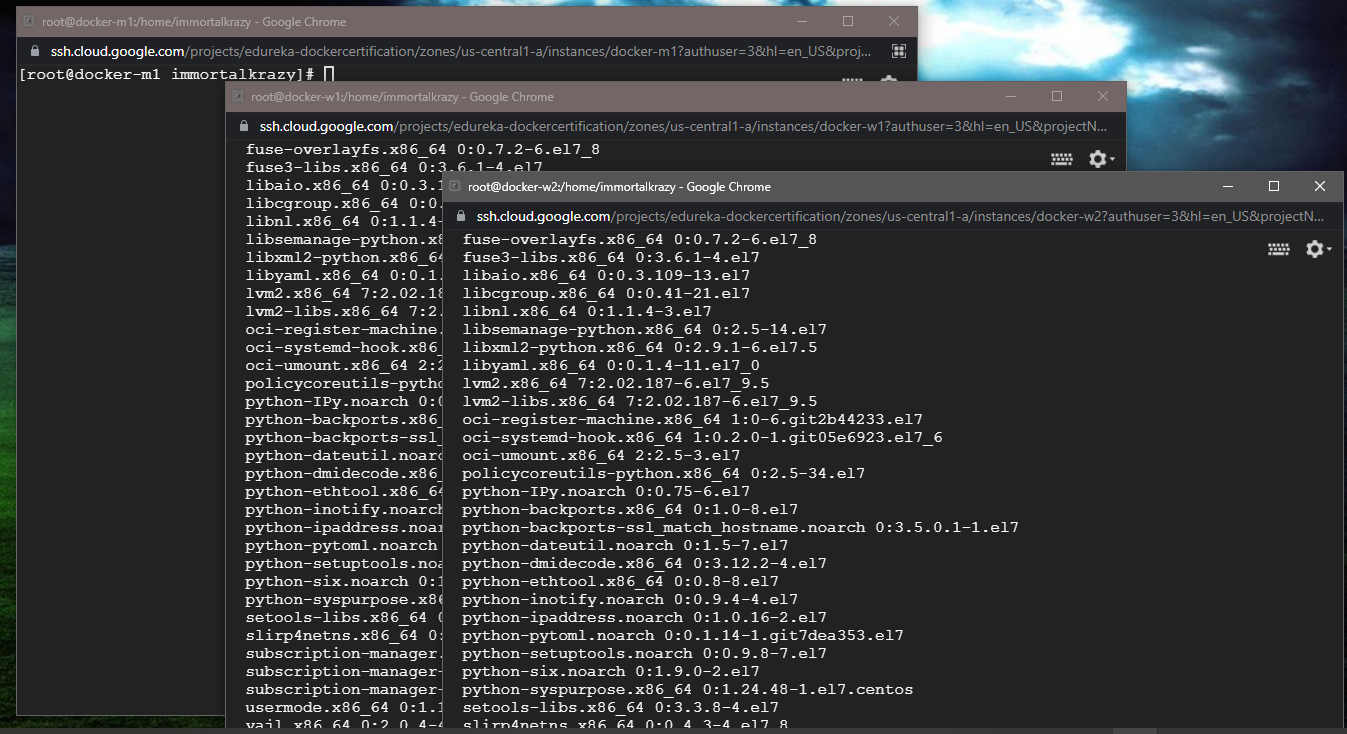 root@docker-m1:/home/immortalkrazy - Google Chrome
ssh.cloud.google.com/projects/edureka-dockercertification/zones/us-central1-a/instances/docker-m1?authuser=3&hl=en_US&proj...
[root@docker-m1 immortalkrazy]#
root@docker-w1:/home/immortalkrazy - Google Chrome
ssh.cloud.google.com/projects/edureka-dockercertification/zones/us-central1-a/instances/docker-w1?authuser=3&hl=en_US&projectN...
fuse-overlayfs.x86_64 0:0.7.2-6.el7_8
fuse3-libs.x86_64 0:3.6.1-4.el7
libaio.x86_64 0:0.3.1
libcgroup.x86_64 0:0.
libnl.x86_64 0:1.1.4-
libsemanage-python.x8
libxml2-python.x86_64
libyaml.x86_64 0:0.1.
lvm2.x86_64 7:2.02.18
lvm2-libs.x86_64 7:2.
oci-register-machine.
oci-systemd-hook.x86_
oci-umount.x86_64 2:2
policycoreutils-pytho
python-IPy.noarch 0:0
python-backports.x86_
python-backports-ssl_
python-dateutil.noarc
python-dmidecode.x86_
python-ethtool.x86_64
python-inotify.noarch
python-ipaddress.noar
python-pytoml.noarch
python-setuptools.noa
python-six.noarch 0:1
python-syspurpose.x86
setools-libs.x86_64 0
slirp4netns.x86_64 0:
subscription-manager.
subscription-manager-
subscription-manager-
usermode.x86_64 0:1.1
yajl.x86_64 0:2.0.4-4
root@docker-w2:/home/immortalkrazy - Google Chrome
ssh.cloud.google.com/projects/edureka-dockercertification/zones/us-central1-a/instances/docker-w2?authuser=3&hl=en_US&projectN...
fuse-overlayfs.x86_64 0:0.7.2-6.el7_8
fuse3-libs.x86_64 0:3.6.1-4.el7
libaio.x86_64 0:0.3.109-13.el7
libcgroup.x86_64 0:0.41-21.el7
libnl.x86_64 0:1.1.4-3.el7
libsemanage-python.x86_64 0:2.5-14.el7
libxml2-python.x86_64 0:2.9.1-6.el7.5
libyaml.x86_64 0:0.1.4-11.el7_0
lvm2.x86_64 7:2.02.187-6.el7_9.5
lvm2-libs.x86_64 7:2.02.187-6.el7_9.5
oci-register-machine.x86_64 1:0-6.git2b44233.el7
oci-systemd-hook.x86_64 1:0.2.0-1.git05e6923.el7_6
oci-umount.x86_64 2:2.5-3.el7
policycoreutils-python.x86_64 0:2.5-34.el7
python-IPy.noarch 0:0.75-6.el7
python-backports.x86_64 0:1.0-8.el7
python-backports-ssl_match_hostname.noarch 0:3.5.0.1-1.el7
python-dateutil.noarch 0:1.5-7.el7
python-dmidecode.x86_64 0:3.12.2-4.el7
python-ethtool.x86_64 0:0.8-8.el7
python-inotify.noarch 0:0.9.4-4.el7
python-ipaddress.noarch 0:1.0.16-2.el7
python-pytoml.noarch 0:0.1.14-1.git7dea353.el7
python-setuptools.noarch 0:0.9.8-7.el7
python-six.noarch 0:1.9.0-2.el7
python-syspurpose.x86_64 0:1.24.48-1.el7.centos
setools-libs.x86_64 0:3.3.8-4.el7
slirp4netns.x86_64 0:0.4.3-4.el7_8